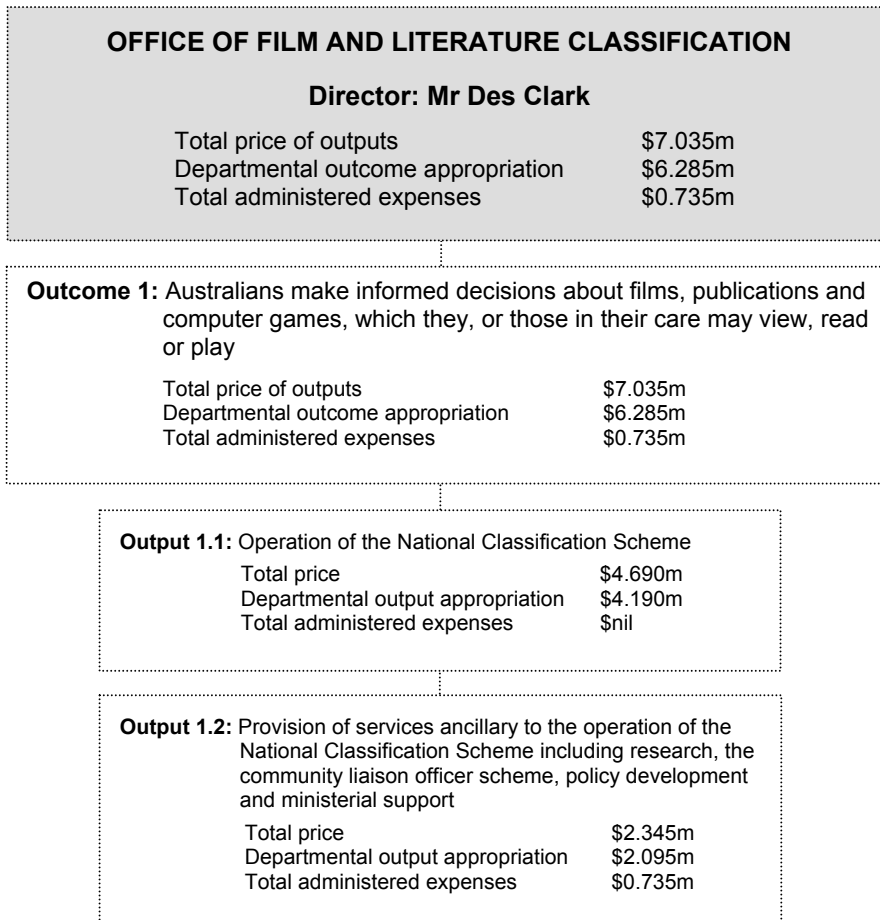 OFFICE OF FILM AND LITERATURE CLASSIFICATION
Director: Mr Des Clark
Total price of outputs $7.035m
Departmental outcome appropriation $6.285m
Total administered expenses $0.735m
Outcome 1: Australians make informed decisions about films, publications and
computer games, which they, or those in their care may view, read
or play
Total price of outputs $7.035m
Departmental outcome appropriation $6.285m
Total administered expenses $0.735m
Output 1.1: Operation of the National Classification Scheme
Total price $4.690m
Departmental output appropriation $4.190m
Total administered expenses $nil
Output 1.2: Provision of services ancillary to the operation of the
National Classification Scheme including research, the
community liaison officer scheme, policy development
and ministerial support
Total price $2.345m
Departmental output appropriation $2.095m
Total administered expenses $0.735m